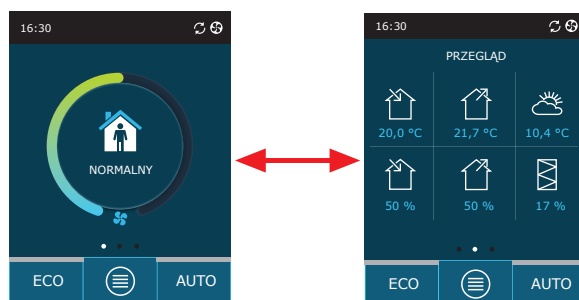 16:30
NORMALNY
ECO
AUTO
16:30
PRZEGLĄD
20,0 °C
21,7 °C
10,4 °C
50 %
50 %
17 %
ECO
AUTO